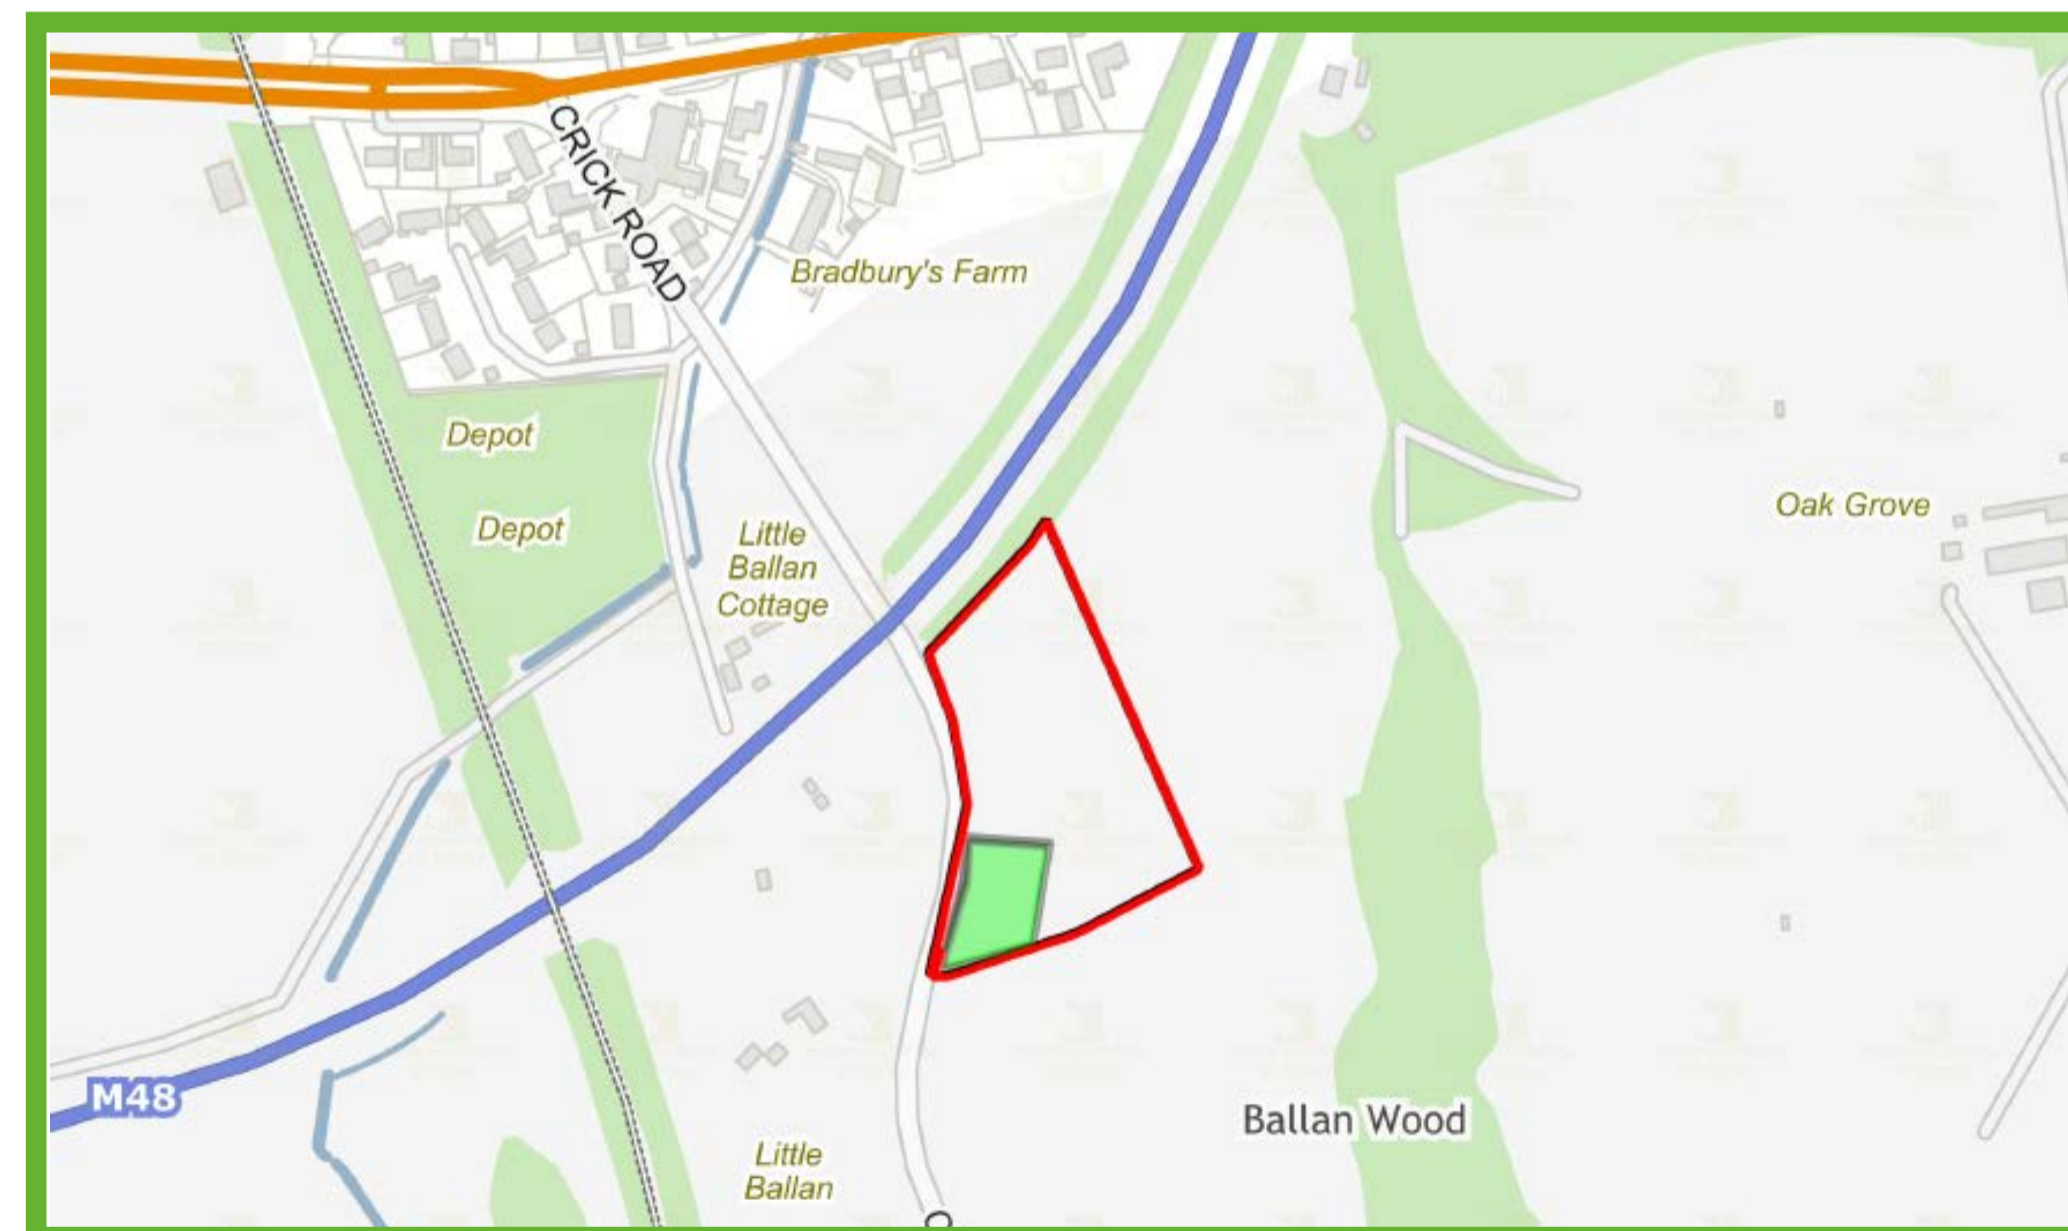 CRICK ROAD
Bradbury's Farm
Depot
Depot
Little
Ballan
Cottage
Oak Grove
M48
Ballan Wood
Little
Ballan